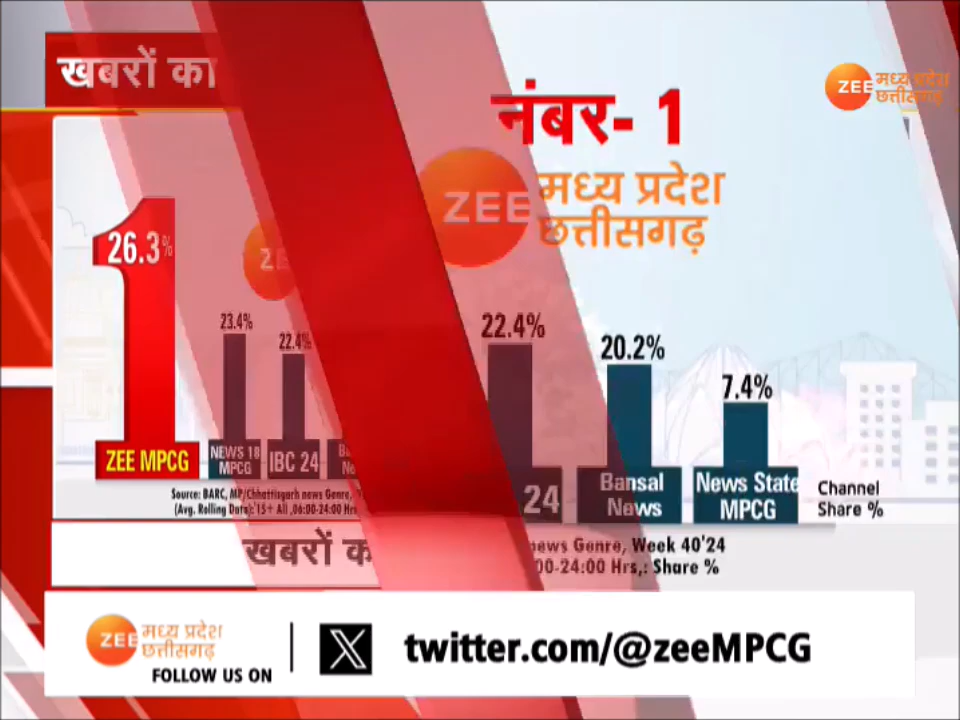 खबरों का
नंबर- 1
ZEE मध्य प्रदेश
छत्तीसगढ़
ZEE मध्य प्रदेश
छत्तीसगढ़
26.3%
23.4%
22.4%
22.4%
20.2%
7.4%
ZEE MPCG
NEWS 18
MPCG
IBC 24
24
Bansal
News
News State
MPCG
Channel
Share %
Source: BARC, MP/Chhattisgarh news Genre,
(Avg. Rolling Data):'15+ All ,06:00-24:00 Hrs
news Genre, Week 40'24
00-24:00 Hrs,: Share %
खबरों क
ZEE मध्य प्रदेश
छत्तीसगढ़
FOLLOW US ON
X
twitter.com/@zeeMPCG